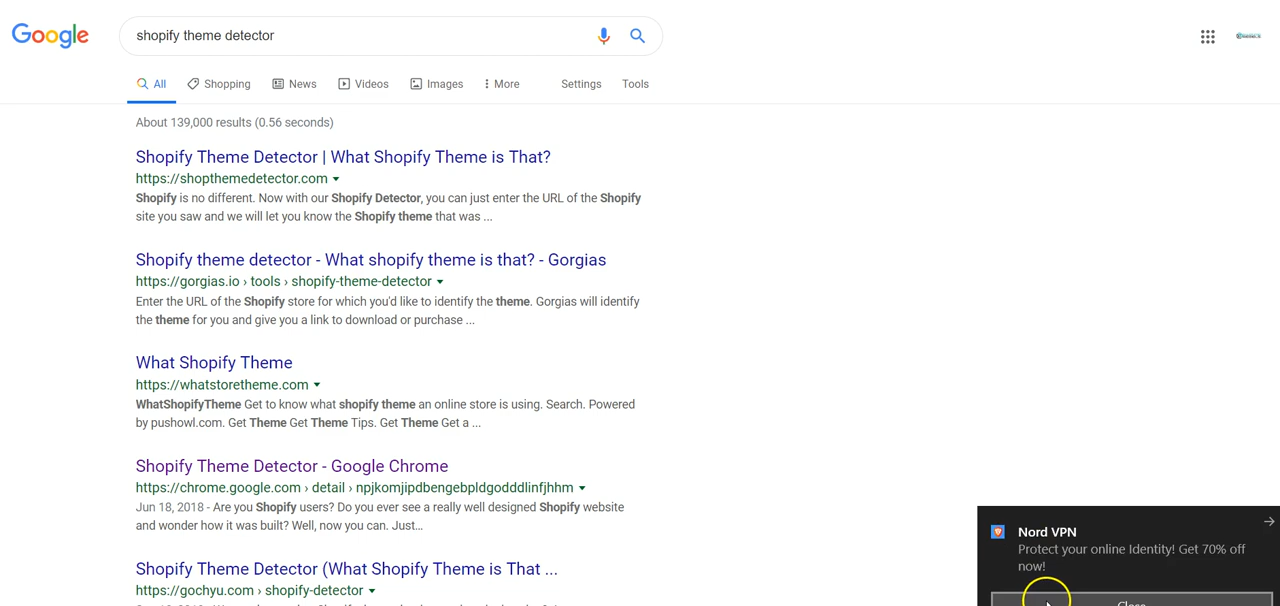 Google
shopify theme detector
All Shopping News Videos Images More Settings Tools
About 139,000 results (0.56 seconds)
Shopify Theme Detector | What Shopify Theme is That?
https://shopthemedetector.com
Shopify is no different. Now with our Shopify Detector, you can just enter the URL of the Shopify
site you saw and we will let you know the Shopify theme that was ...
Shopify theme detector - What shopify theme is that? - Gorgias
https://gorgias.io › tools › shopify-theme-detector
Enter the URL of the Shopify store for which you'd like to identify the theme. Gorgias will identify
the theme for you and give you a link to download or purchase ...
What Shopify Theme
https://whatstoretheme.com
WhatShopifyTheme Get to know what shopify theme an online store is using. Search. Powered
by pushowl.com. Get Theme Get Theme Tips. Get Theme Get a ...
Shopify Theme Detector - Google Chrome
https://chrome.google.com › detail › npjkomjipdbengebpldgodddlinfjhhm
Jun 18, 2018 - Are you Shopify users? Do you ever see a really well designed Shopify website
and wonder how it was built? Well, now you can. Just...
Shopify Theme Detector (What Shopify Theme is That ...
https://gochyu.com › shopify-detector
Nord VPN
Protect your online Identity! Get 70% off
now!
Close